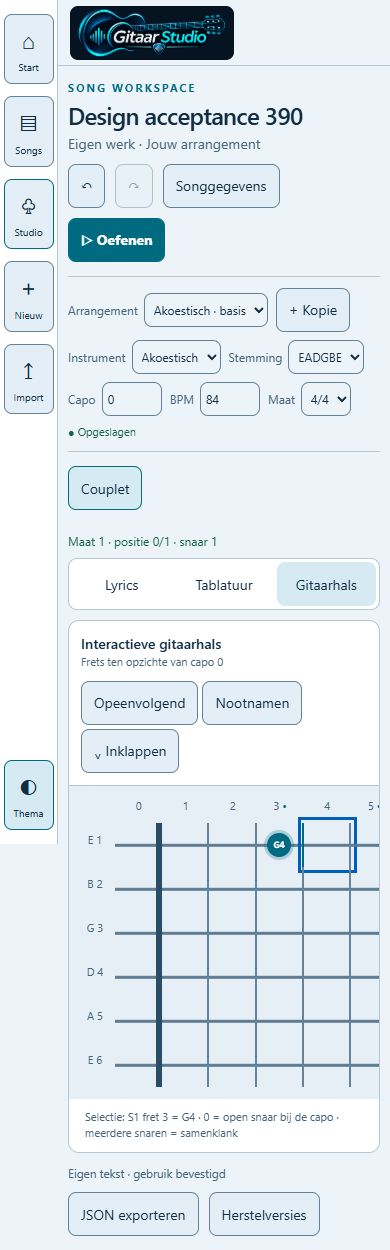 Gitaar Studio
Start
Songs
Studio
Nieuw
Import
Thema
SONG WORKSPACE
Design acceptance 390
Eigen werk · Jouw arrangement
Songgegevens
Oefenen
Arrangement Akoestisch · basis + Kopie
Instrument Akoestisch Stemming EADGBE
Capo 0 BPM 84 Maat 4/4
● Opgeslagen
Couplet
Maat 1 · positie 0/1 · snaar 1
Lyrics Tablatuur Gitaarhals
Interactieve gitaarhals
Frets ten opzichte van capo 0
Opeenvolgend Nootnamen
Inklappen
0 1 2 3 • 4 5 •
E 1 G4
B 2
G 3
D 4
A 5
E 6
Selectie: S1 fret 3 = G4 · 0 = open snaar bij de capo ·
meerdere snaren = samenklank
Eigen tekst · gebruik bevestigd
JSON exporteren Herstelversies